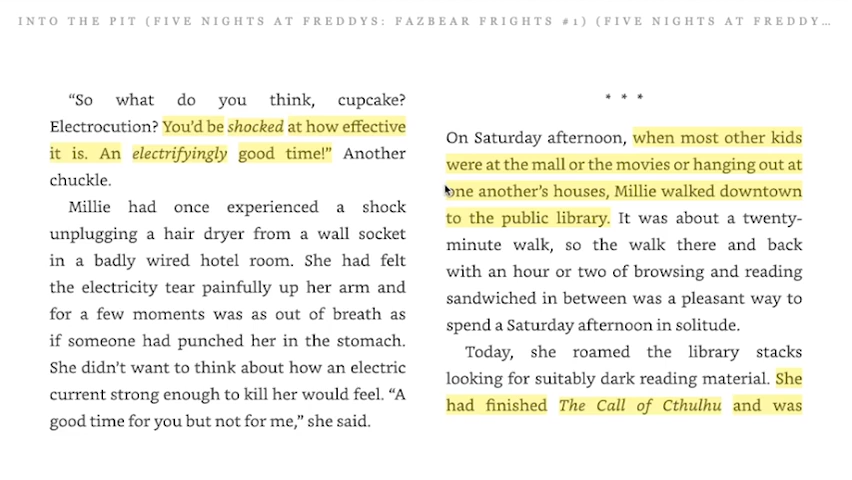 INTO THE PIT (FIVE NIGHTS AT FREDDYS: FAZBEAR FRIGHTS #1) (FIVE NIGHTS AT FREDDY…
“So what do you think, cupcake?
Electrocution? You’d be shocked at how effective
it is. An electrifyingly good time!” Another
chuckle.
Millie had once experienced a shock
unplugging a hair dryer from a wall socket
in a badly wired hotel room. She had felt
the electricity tear painfully up her arm and
for a few moments was as out of breath as
if someone had punched her in the stomach.
She didn’t want to think about how an electric
current strong enough to kill her would feel. “A
good time for you but not for me,” she said.
* * *
On Saturday afternoon, when most other kids
were at the mall or the movies or hanging out at
one another’s houses, Millie walked downtown
to the public library. It was about a twenty-
minute walk, so the walk there and back
with an hour or two of browsing and reading
sandwiched in between was a pleasant way to
spend a Saturday afternoon in solitude.
Today, she roamed the library stacks
looking for suitably dark reading material. She
had finished The Call of Cthulhu and was